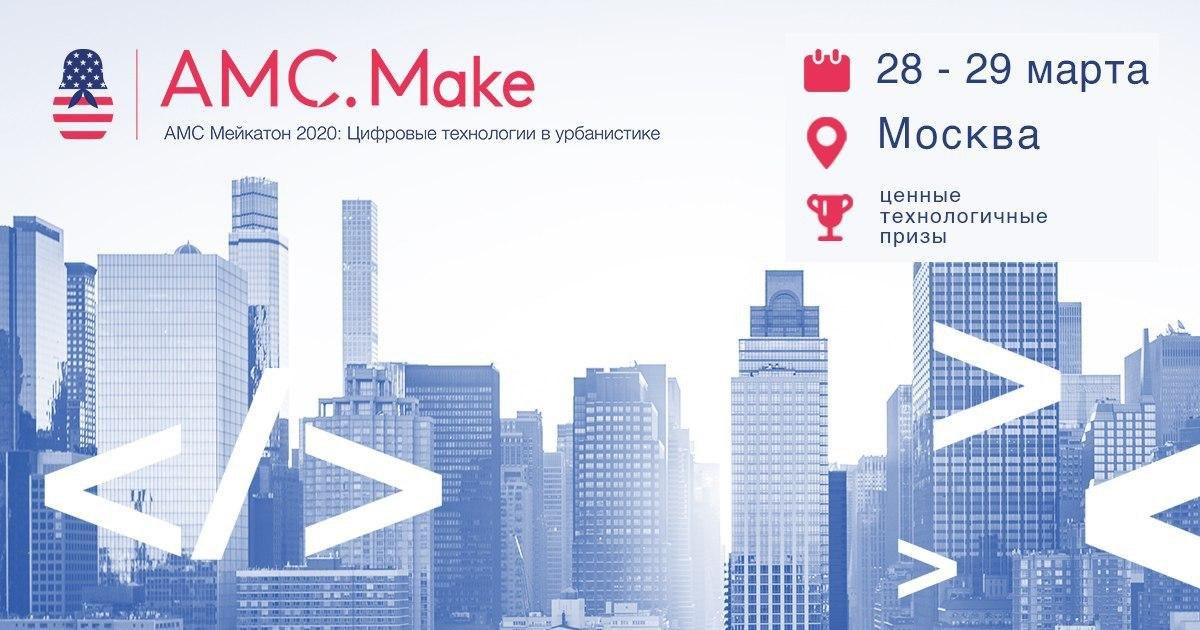 AMC.Make
АМС Мейкатон 2020: Цифровые технологии в урбанистике
28 - 29 марта
Москва
ценные
технологичные
призы
</ >
>
>
<